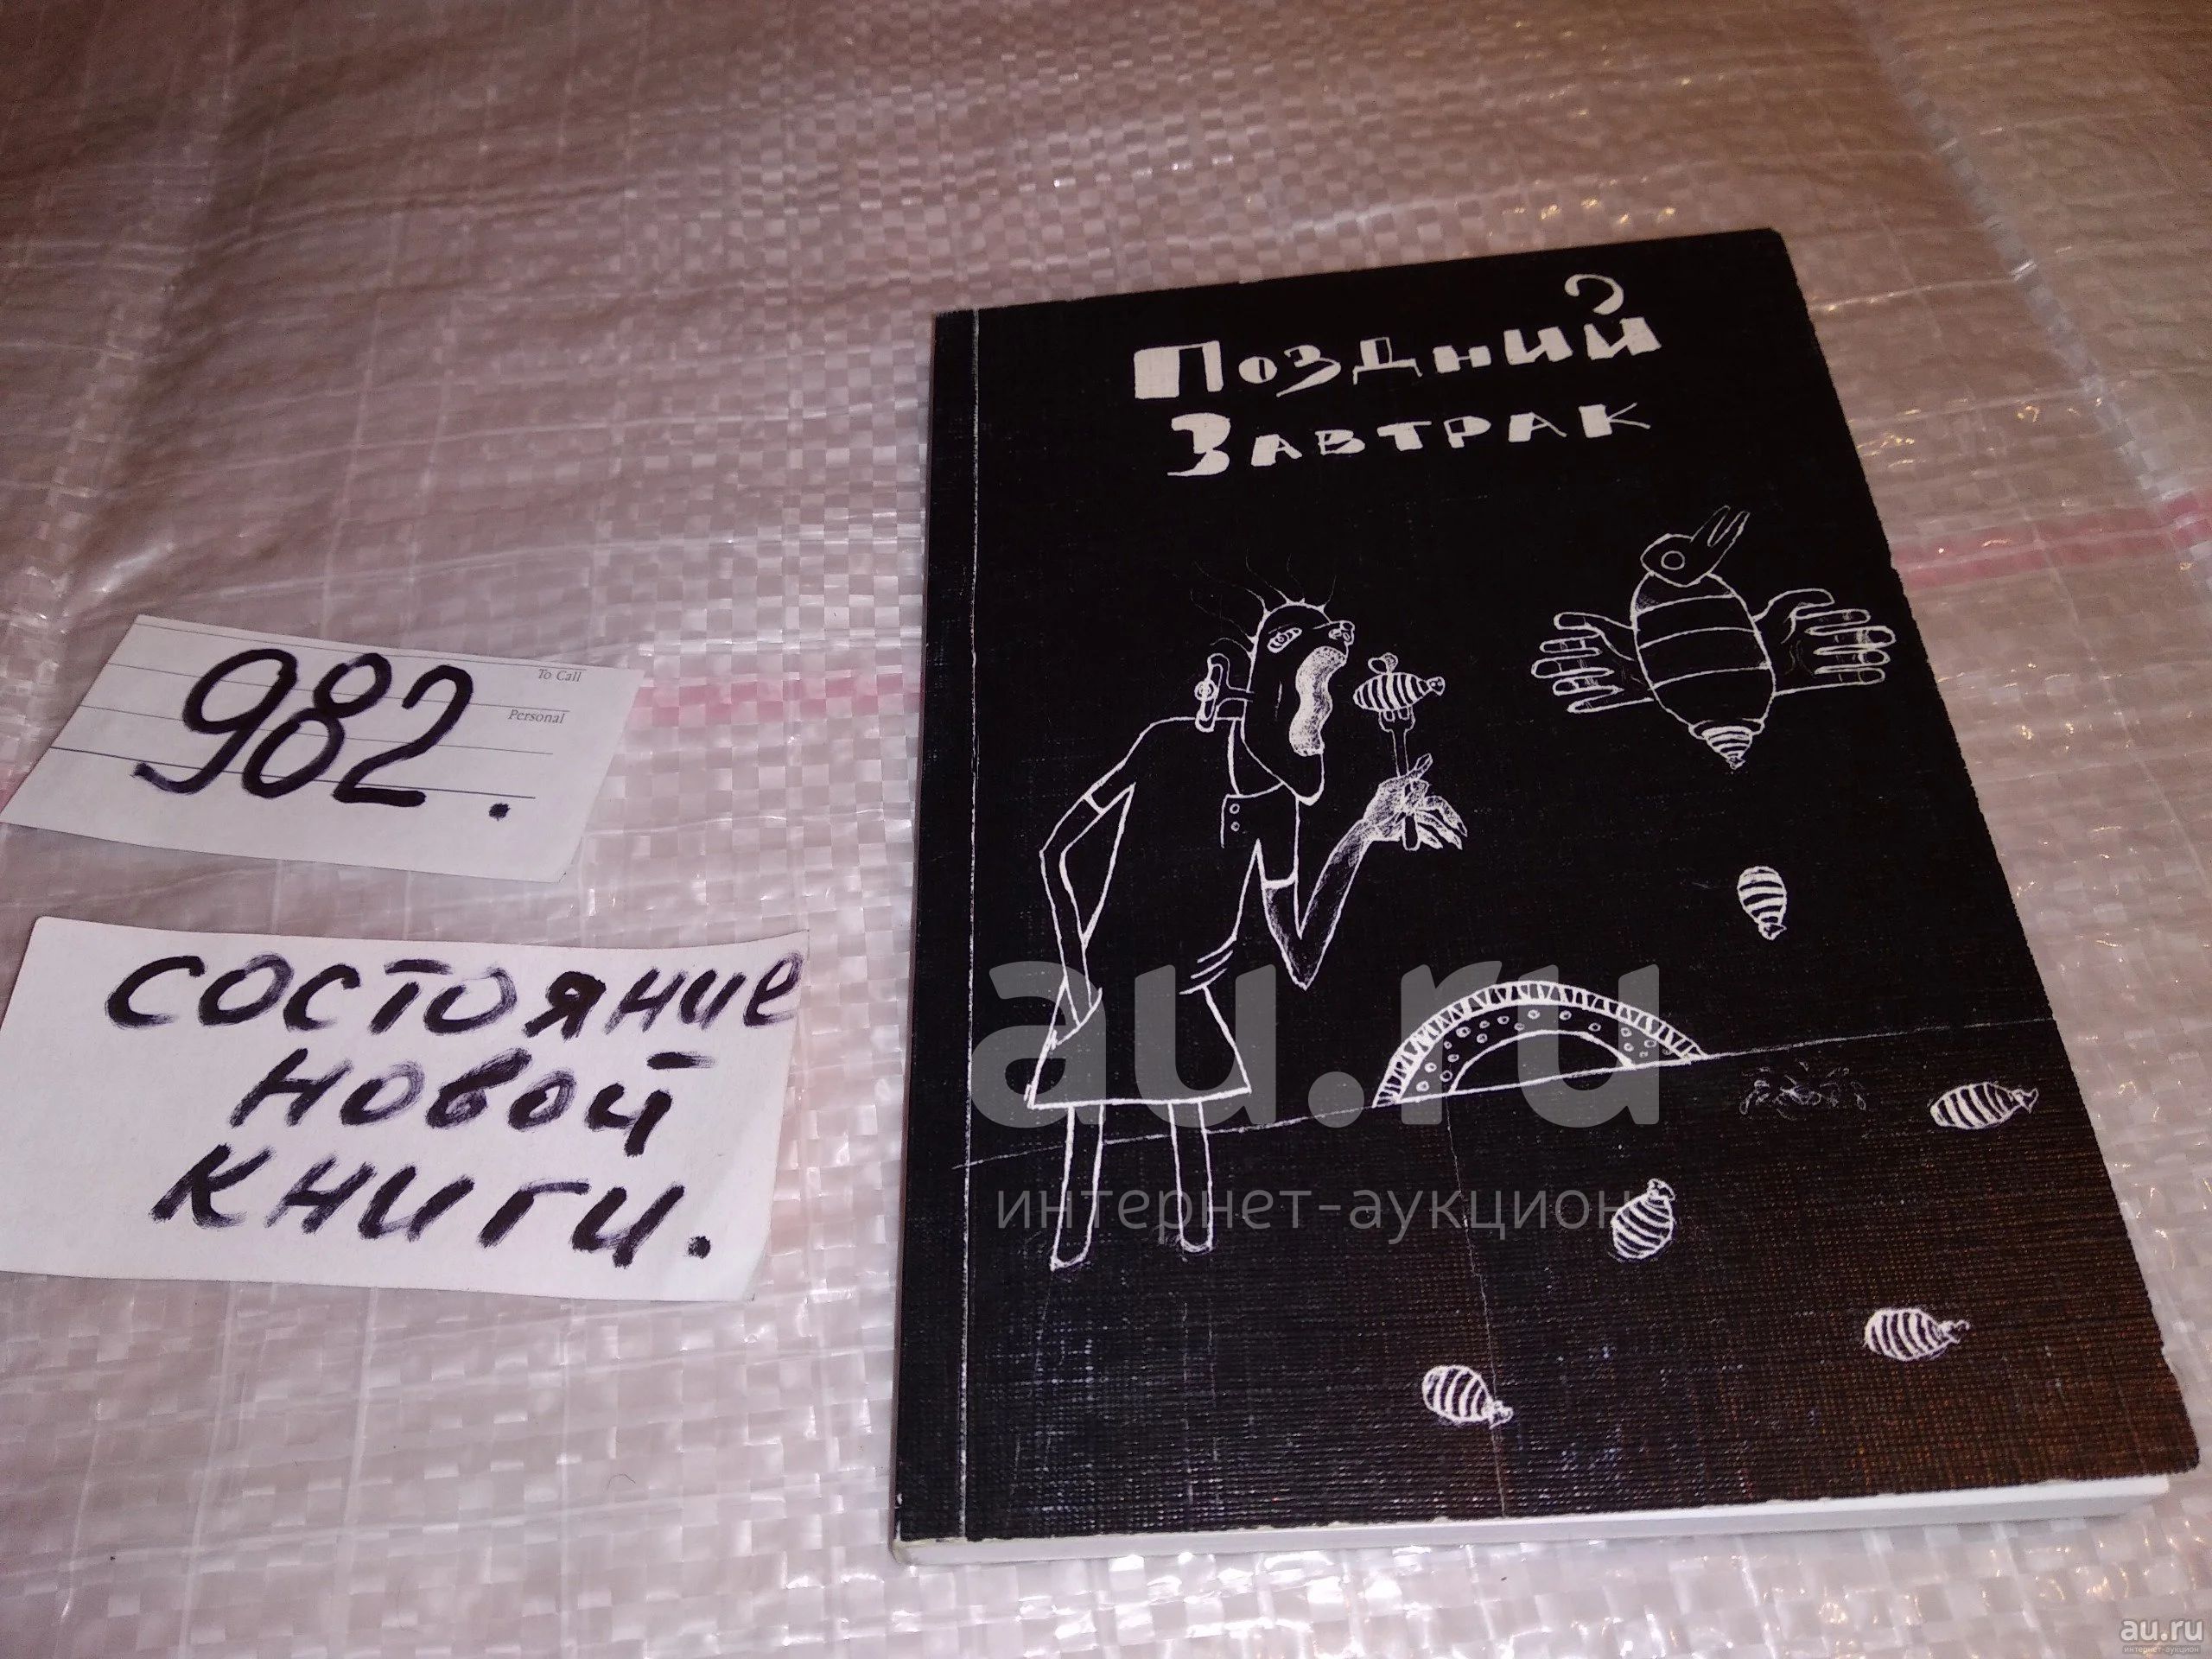 Поздний
Завтрак
To Call
Personal
982.
состояние
новой
книги.
au.ru
интернет-аукцион
au.ru
интернет-аукцион